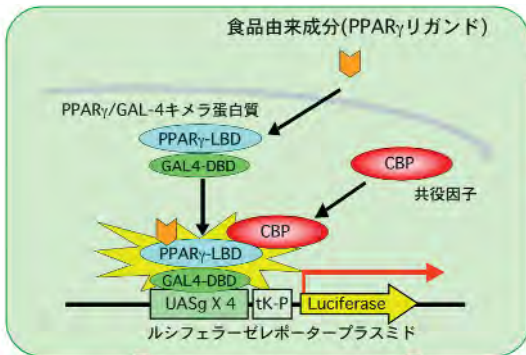 食品由来成分(PPARγリガンド)
PPARγ/GAL-4キメラ蛋白質
PPARγ-LBD
GAL4-DBD
CBP
共役因子
CBP
PPARγ-LBD
GAL4-DBD
UASg X 4
tK-P
Luciferase
ルシフェラーゼレポータープラスミド